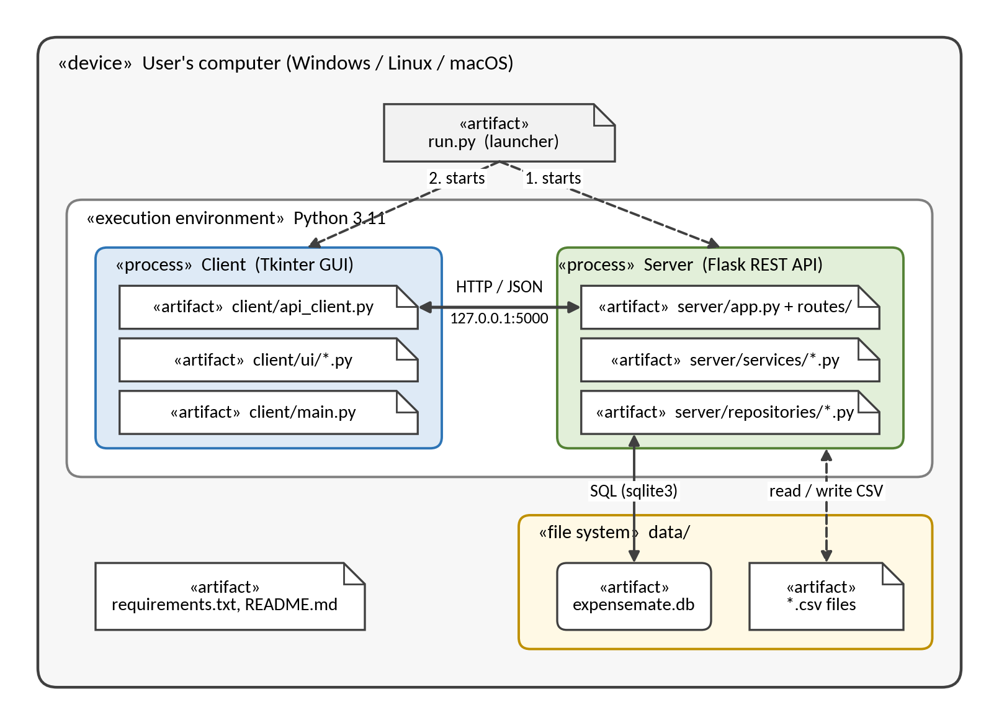 «device»  User's computer (Windows / Linux / macOS)
«artifact»
run.py  (launcher)
2. starts
1. starts
«execution environment»  Python 3.11
«process»  Client  (Tkinter GUI)
«artifact»  client/api_client.py
«artifact»  client/ui/*.py
«artifact»  client/main.py
HTTP / JSON
127.0.0.1:5000
«process»  Server  (Flask REST API)
«artifact»  server/app.py + routes/
«artifact»  server/services/*.py
«artifact»  server/repositories/*.py
SQL (sqlite3)
read / write CSV
«file system»  data/
«artifact»
expensemate.db
«artifact»
*.csv files
«artifact»
requirements.txt, README.md